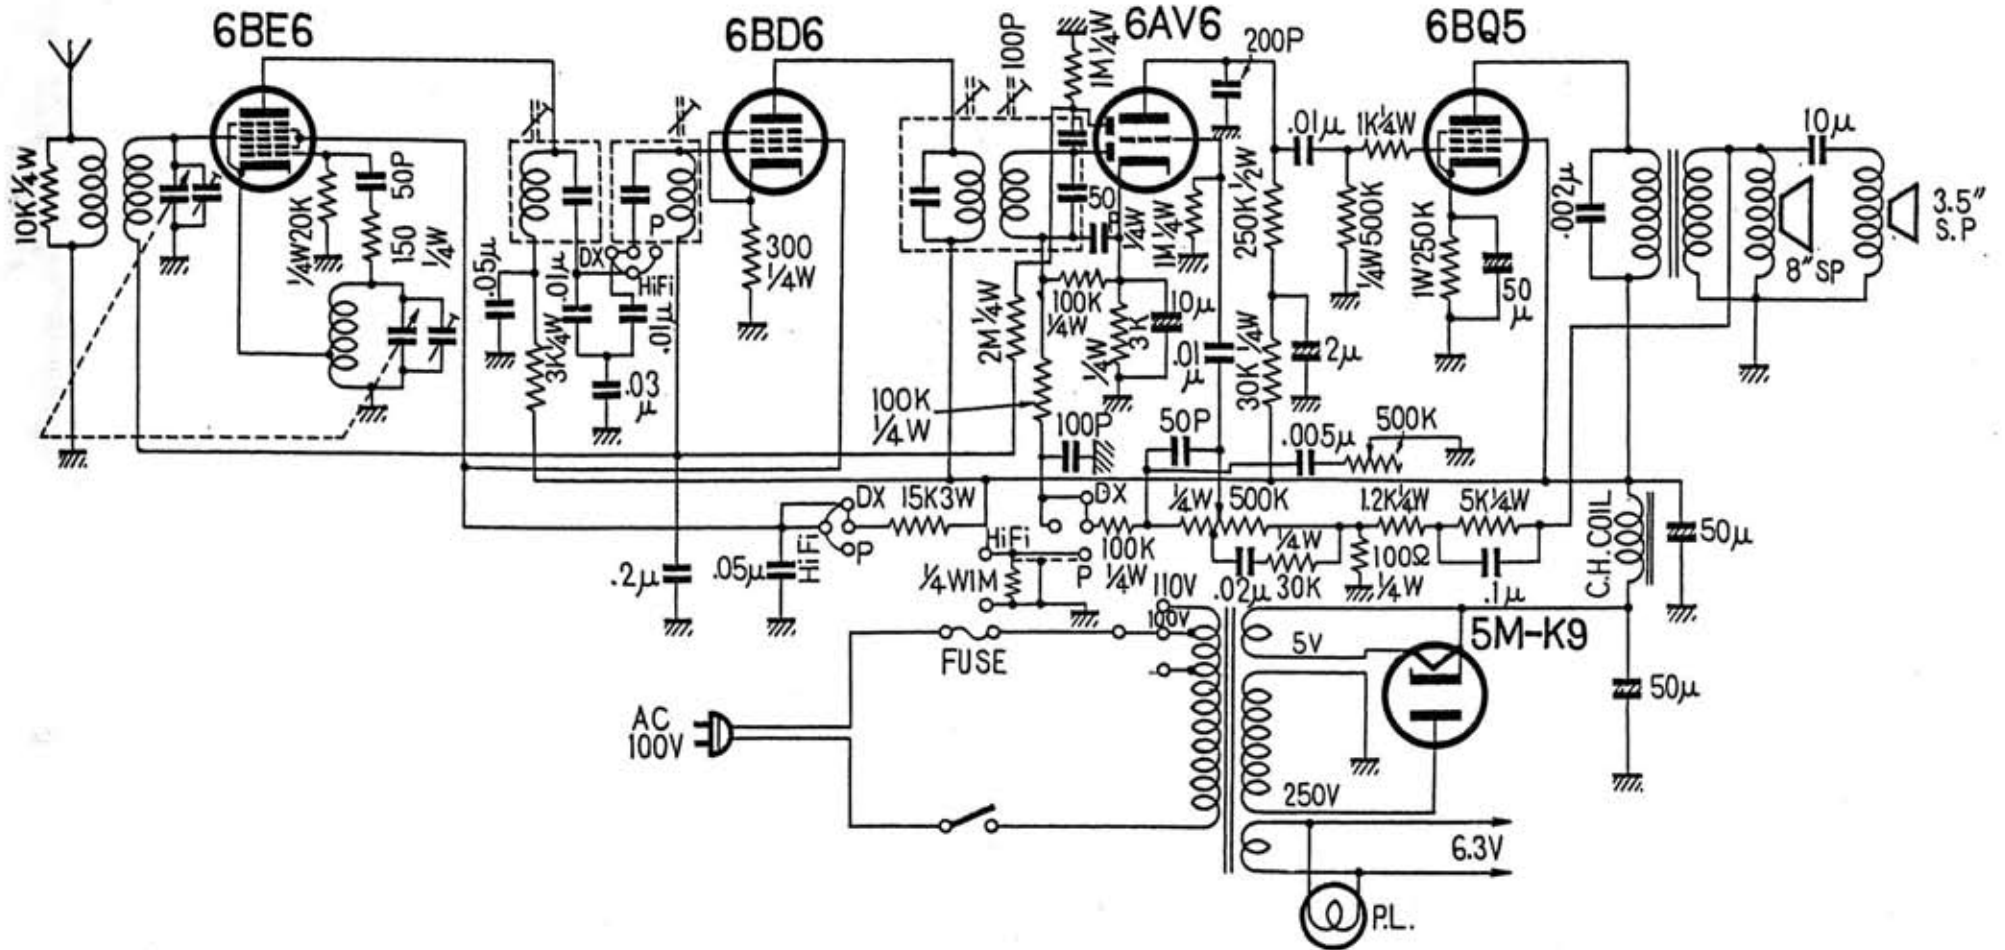 6BE6
6BD6
6AV6
6BQ5
100P
1M¼W
200P
10K¼W
50P
¼W20K
150
¼W
.05μ
.01μ
DX
P
HiFi
.01μ
3K¼W
.03
μ
300
¼W
2M¼W
50
P
100K
¼W
¼W
1M¼W
250K½W
.01μ
1K¼W
¼W500K
1W250K
50
μ
.002μ
10μ
8"SP
3.5"
S.P
3K
¼W
10μ
.01
μ
30K¼W
2μ
100K
¼W
100P
50P
.005μ
500K
DX
15K3W
HiFi
P
.2μ
.05μ
HiFi
¼W1M
DX
P
100K
¼W
¼W
500K
.02μ
¼W
30K
1.2K¼W
100Ω
¼W
5K¼W
.1μ
C.H.COIL
50μ
50μ
110V
100V
FUSE
AC
100V
5V
5M-K9
250V
6.3V
P.L.